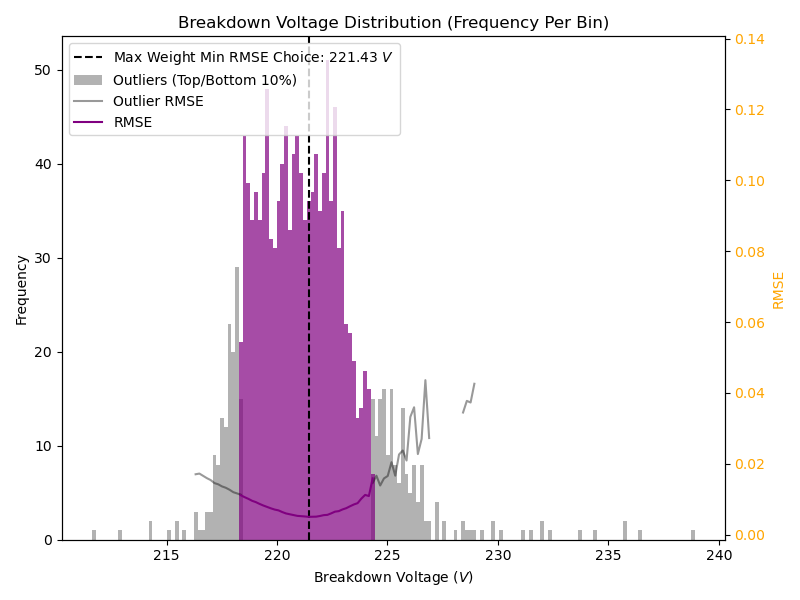 Breakdown Voltage Distribution (Frequency Per Bin)
Max Weight Min RMSE Choice: 221.43 V
Outliers (Top/Bottom 10%)
Outlier RMSE
RMSE
Frequency
50
40
30
20
10
0
0.14
0.12
0.10
0.08
0.06
0.04
0.02
0.00
RMSE
215
220
225
230
235
240
Breakdown Voltage (V)